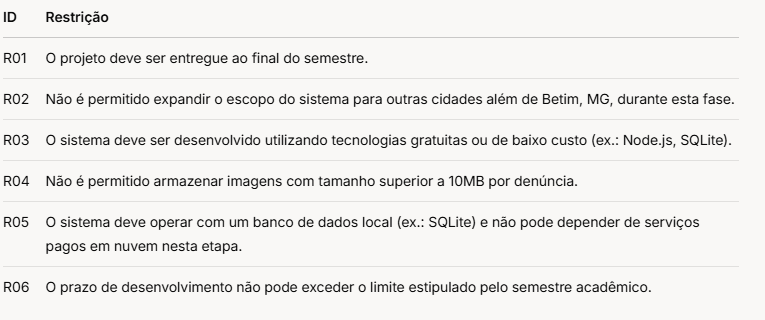 ID Restrição
R01 O projeto deve ser entregue ao final do semestre.
R02 Não é permitido expandir o escopo do sistema para outras cidades além de Betim, MG, durante esta fase.
R03 O sistema deve ser desenvolvido utilizando tecnologias gratuitas ou de baixo custo (ex.: Node.js, SQLite).
R04 Não é permitido armazenar imagens com tamanho superior a 10MB por denúncia.
R05 O sistema deve operar com um banco de dados local (ex.: SQLite) e não pode depender de serviços
pagos em nuvem nesta etapa.
R06 O prazo de desenvolvimento não pode exceder o limite estipulado pelo semestre acadêmico.